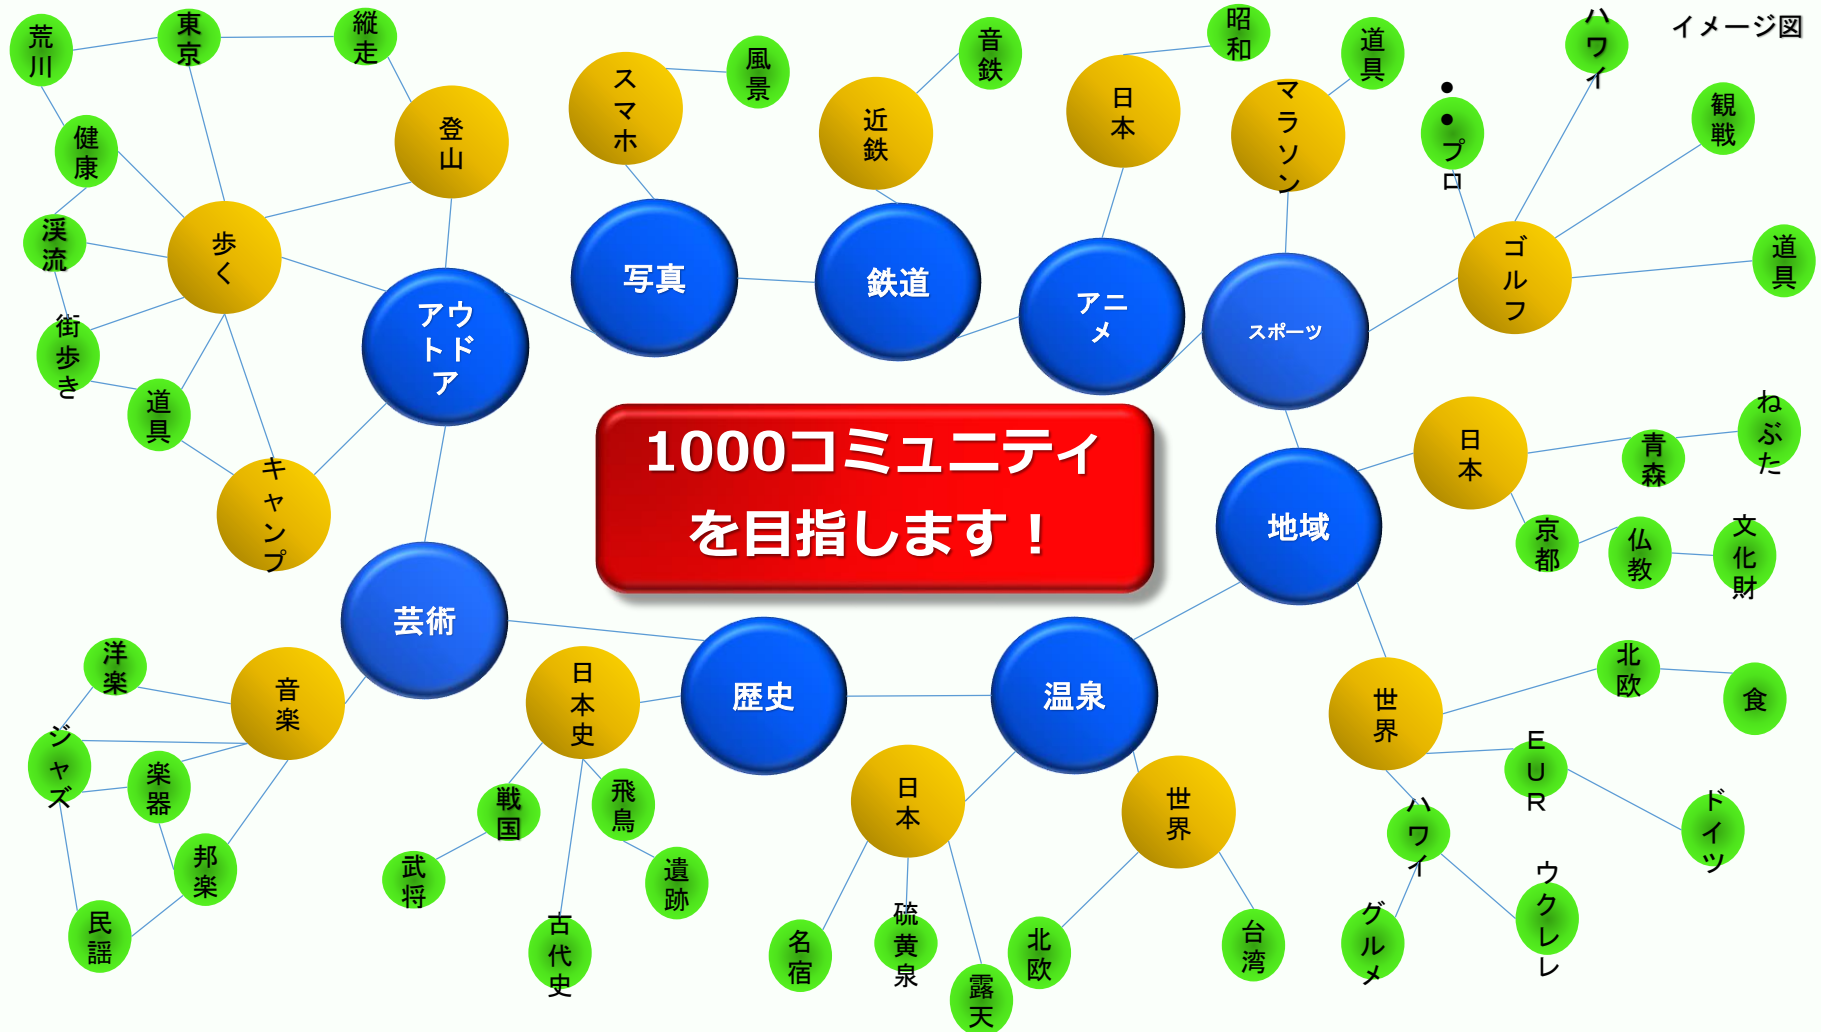 イメージ図
荒川
東京
縦走
健康
渓流
街歩き
道具
歩く
登山
キャンプ
アウトドア
スマホ
風景
写真
近鉄
音鉄
鉄道
日本
昭和
アニメ
マラソン
道具
スポーツ
ハワイ
••プロ
観戦
道具
ゴルフ
1000コミュニティ
を目指します！
地域
日本
青森
ねぶた
京都
仏教
文化財
世界
北欧
食
EUR
ドイツ
ハワイ
グルメ
ウクレレ
芸術
音楽
洋楽
ジャズ
楽器
邦楽
民謡
歴史
日本史
戦国
武将
飛鳥
遺跡
古代史
温泉
日本
名宿
硫黄泉
露天
世界
北欧
台湾